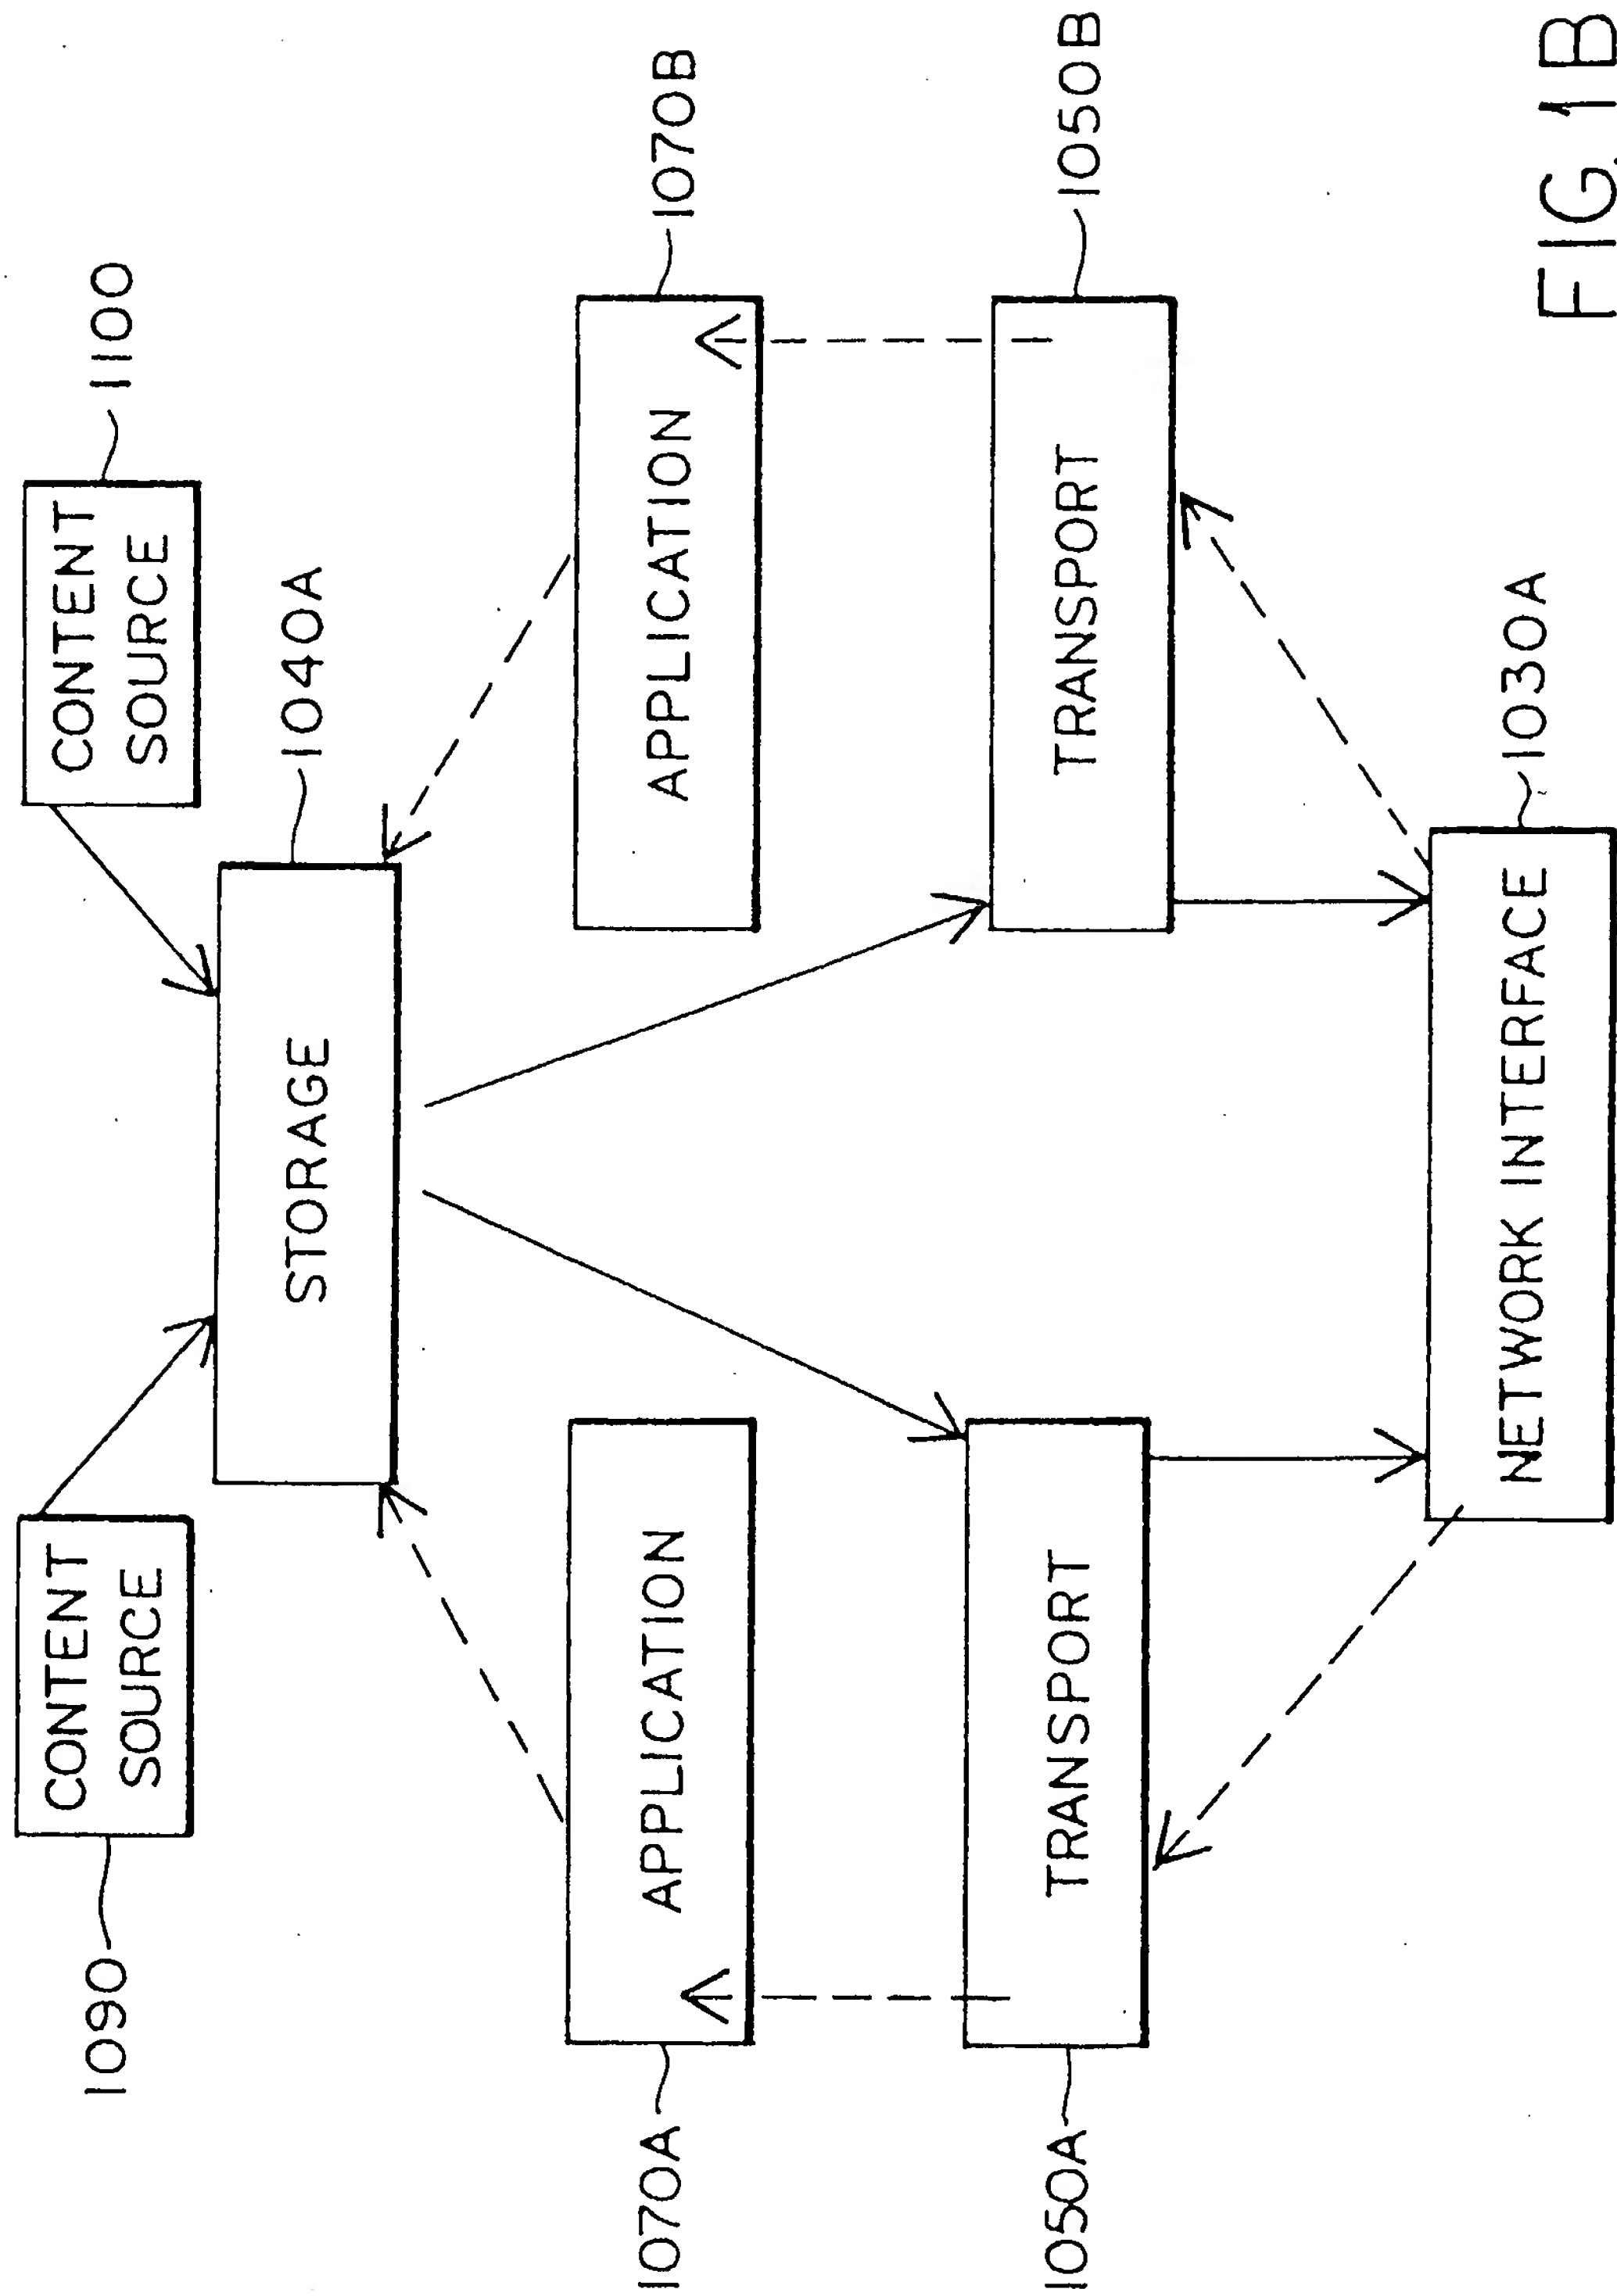 CONTENT
SOURCE
1090
CONTENT
SOURCE
1100
STORAGE
1040A
APPLICATION
1070A
APPLICATION
1070B
TRANSPORT
1050A
TRANSPORT
1050B
NETWORK INTERFACE
1030A
FIG. 1B